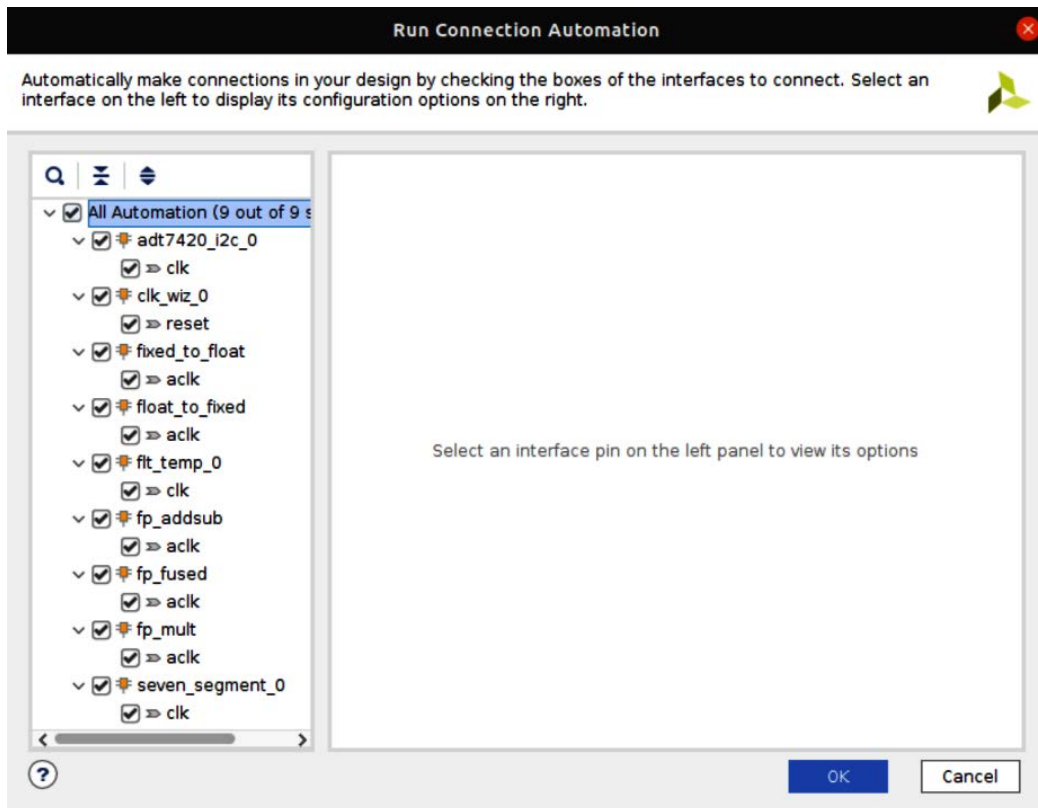 Run Connection Automation
Automatically make connections in your design by checking the boxes of the interfaces to connect. Select an
interface on the left to display its configuration options on the right.
All Automation (9 out of 9 s
adt7420_i2c_0
clk
clk_wiz_0
reset
fixed_to_float
aclk
float_to_fixed
aclk
flt_temp_0
clk
fp_addsub
aclk
fp_fused
aclk
fp_mult
aclk
seven_segment_0
clk
Select an interface pin on the left panel to view its options
?
OK
Cancel